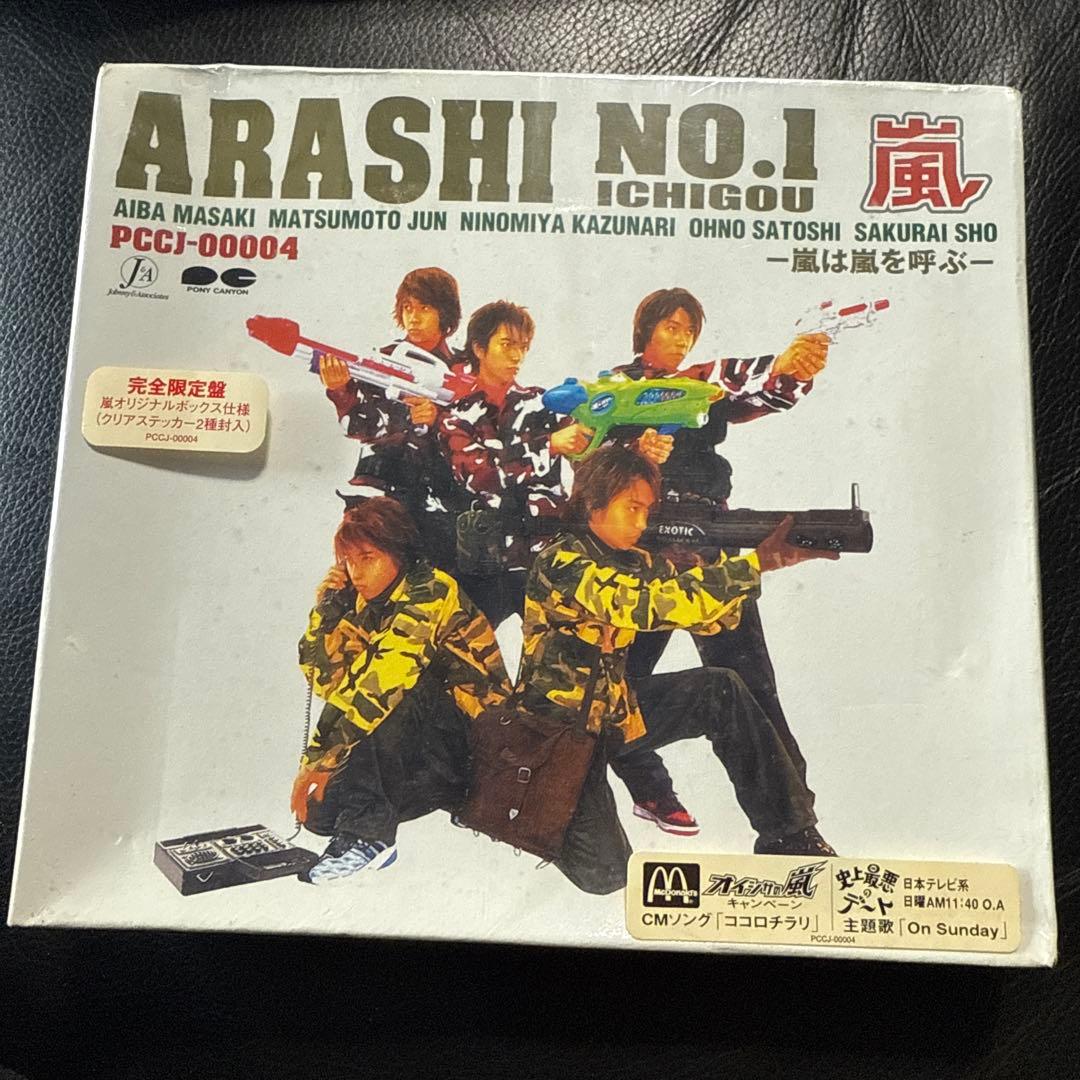 ARASHI NO.1
ICHIGOU
嵐
AIBA MASAKI MATSUMOTO JUN NINOMIYA KAZUNARI OHNO SATOSHI SAKURAI SHO
PCCJ-00004
ー嵐は嵐を呼ぶー
J&A
Johnny&Associates
PONY CANYON
完全限定盤
嵐オリジナルボックス仕様
(クリアステッカー2種封入)
PCCJ-00004
EXOTIC
McDonald's
オイシサの嵐
キャンペーン
CMソング「ココロチラリ」
史上最悪
の
デート
日本テレビ系
日曜AM11:40 O.A
主題歌「On Sunday」
PCCJ-00004